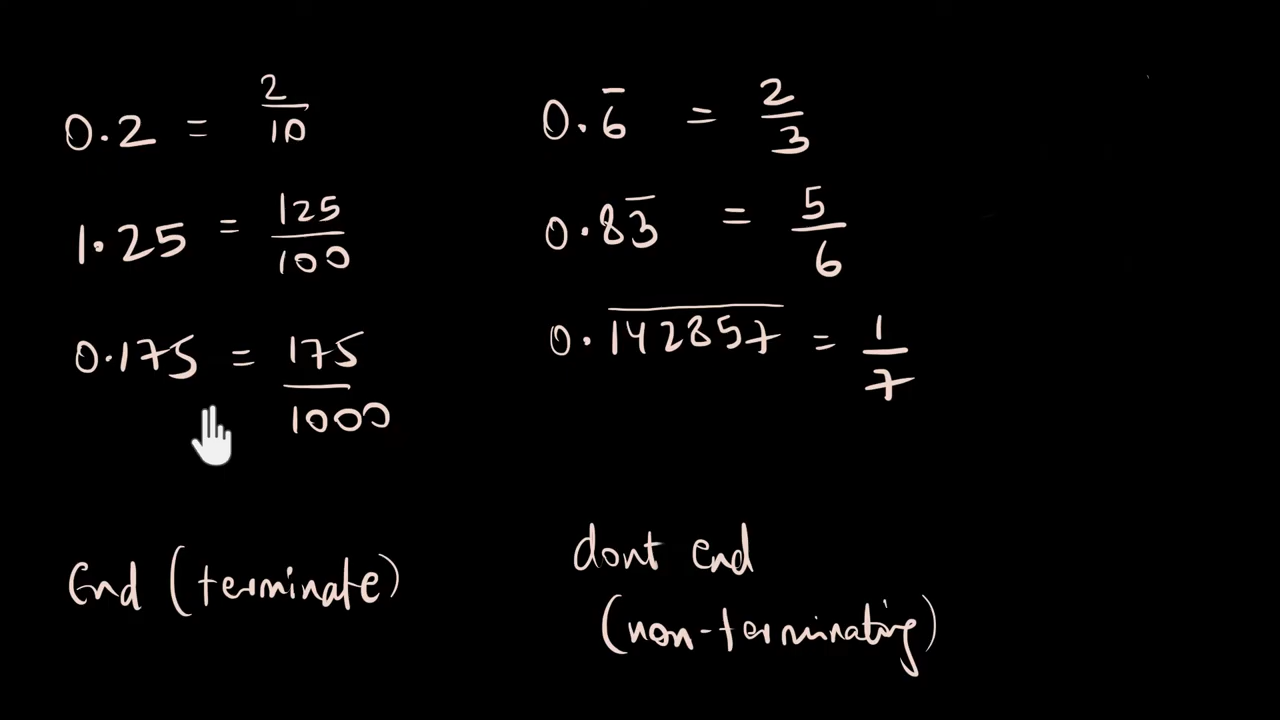 0.2 = 2/10
1.25 = 125/100
0.175 = 175/1000
End (terminate)
0.6̅ = 2/3
0.83̅ = 5/6
0.1̅4̅2̅8̅5̅7̅ = 1/7
dont end
(non-terminating)